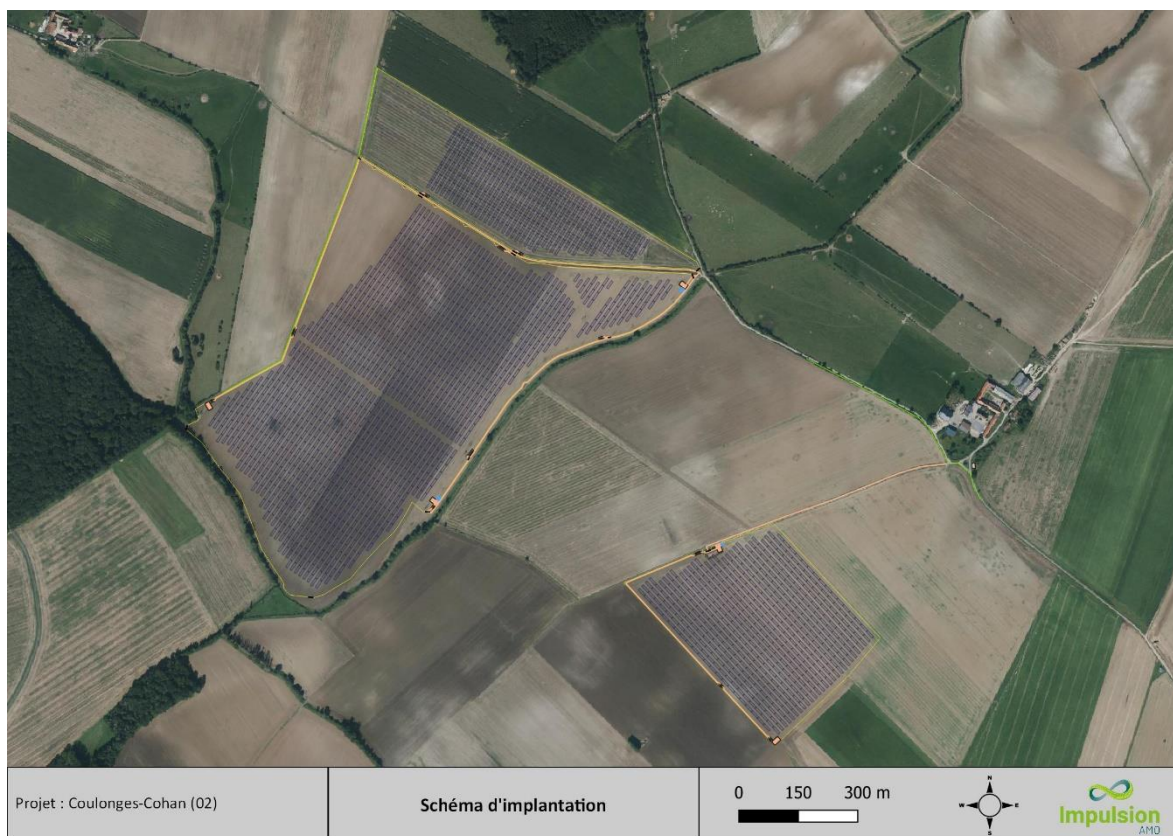 Projet : Coulonges-Cohan (02)
Schéma d'implantation
0 150 300 m
N
W E
S
Impulsion
AMO